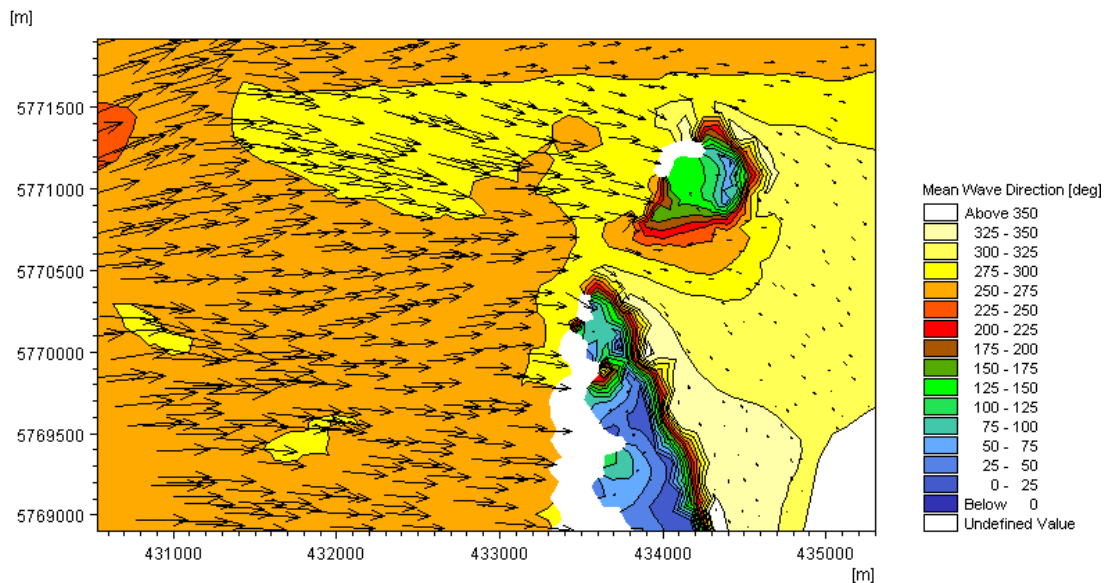 [m]
5771500
5771000
5770500
5770000
5769500
5769000
431000 432000 433000 434000 435000
[m]
Mean Wave Direction [deg]
Above 350
325 - 350
300 - 325
275 - 300
250 - 275
225 - 250
200 - 225
175 - 200
150 - 175
125 - 150
100 - 125
75 - 100
50 - 75
25 - 50
0 - 25
Below 0
Undefined Value